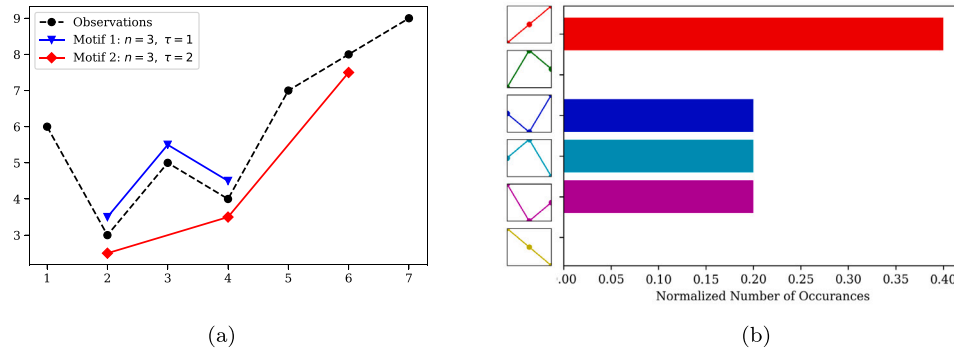 Observations
Motif 1: n = 3, τ = 1
Motif 2: n = 3, τ = 2
9
8
7
6
5
4
3
1 2 3 4 5 6 7
(a)
.00 0.05 0.10 0.15 0.20 0.25 0.30 0.35 0.40
Normalized Number of Occurances
(b)